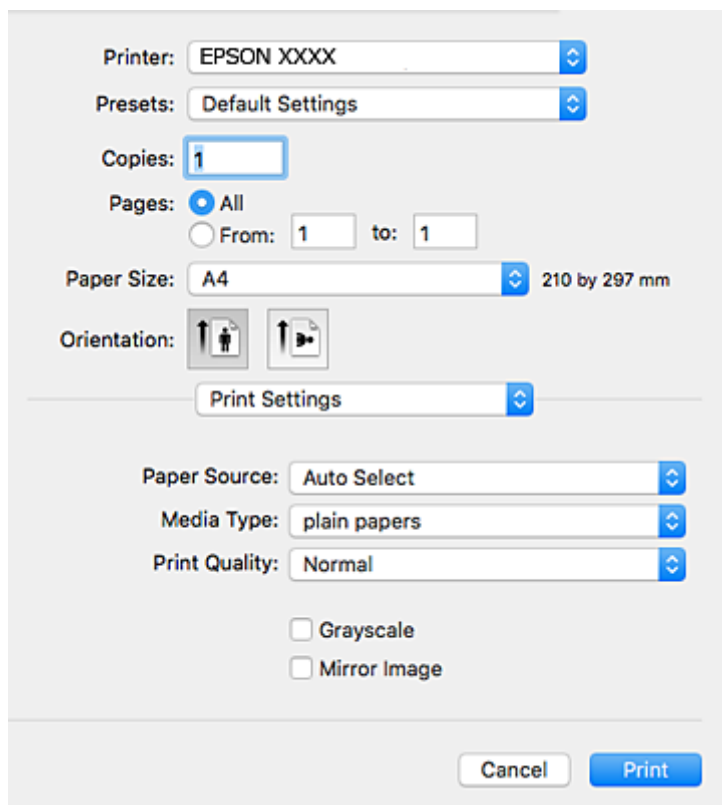 Printer: EPSON XXXX
Presets: Default Settings
Copies: 1
Pages: All
From: 1 to: 1
Paper Size: A4 210 by 297 mm
Orientation:
Print Settings
Paper Source: Auto Select
Media Type: plain papers
Print Quality: Normal
Grayscale
Mirror Image
Cancel Print